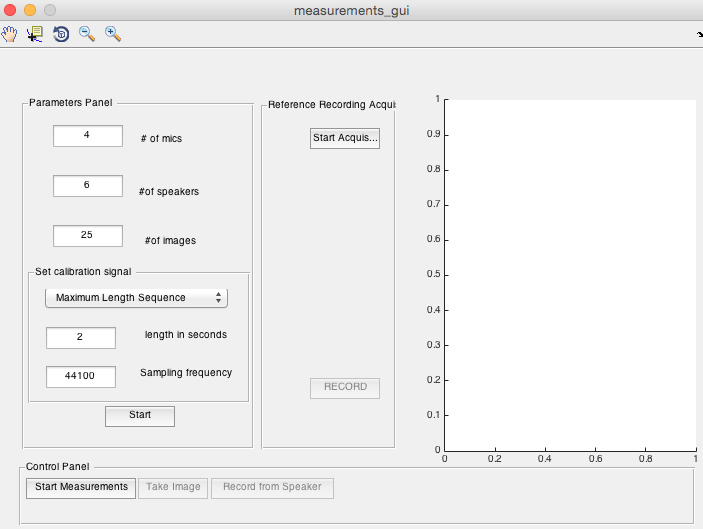 measurements_gui
Parameters Panel
4
# of mics
6
#of speakers
25
#of images
Set calibration signal
Maximum Length Sequence
2
length in seconds
44100
Sampling frequency
Start
Reference Recording Acqui
Start Acquis...
RECORD
1
0.9
0.8
0.7
0.6
0.5
0.4
0.3
0.2
0.1
0
0 0.2 0.4 0.6 0.8 1
Control Panel
Start Measurements Take Image Record from Speaker